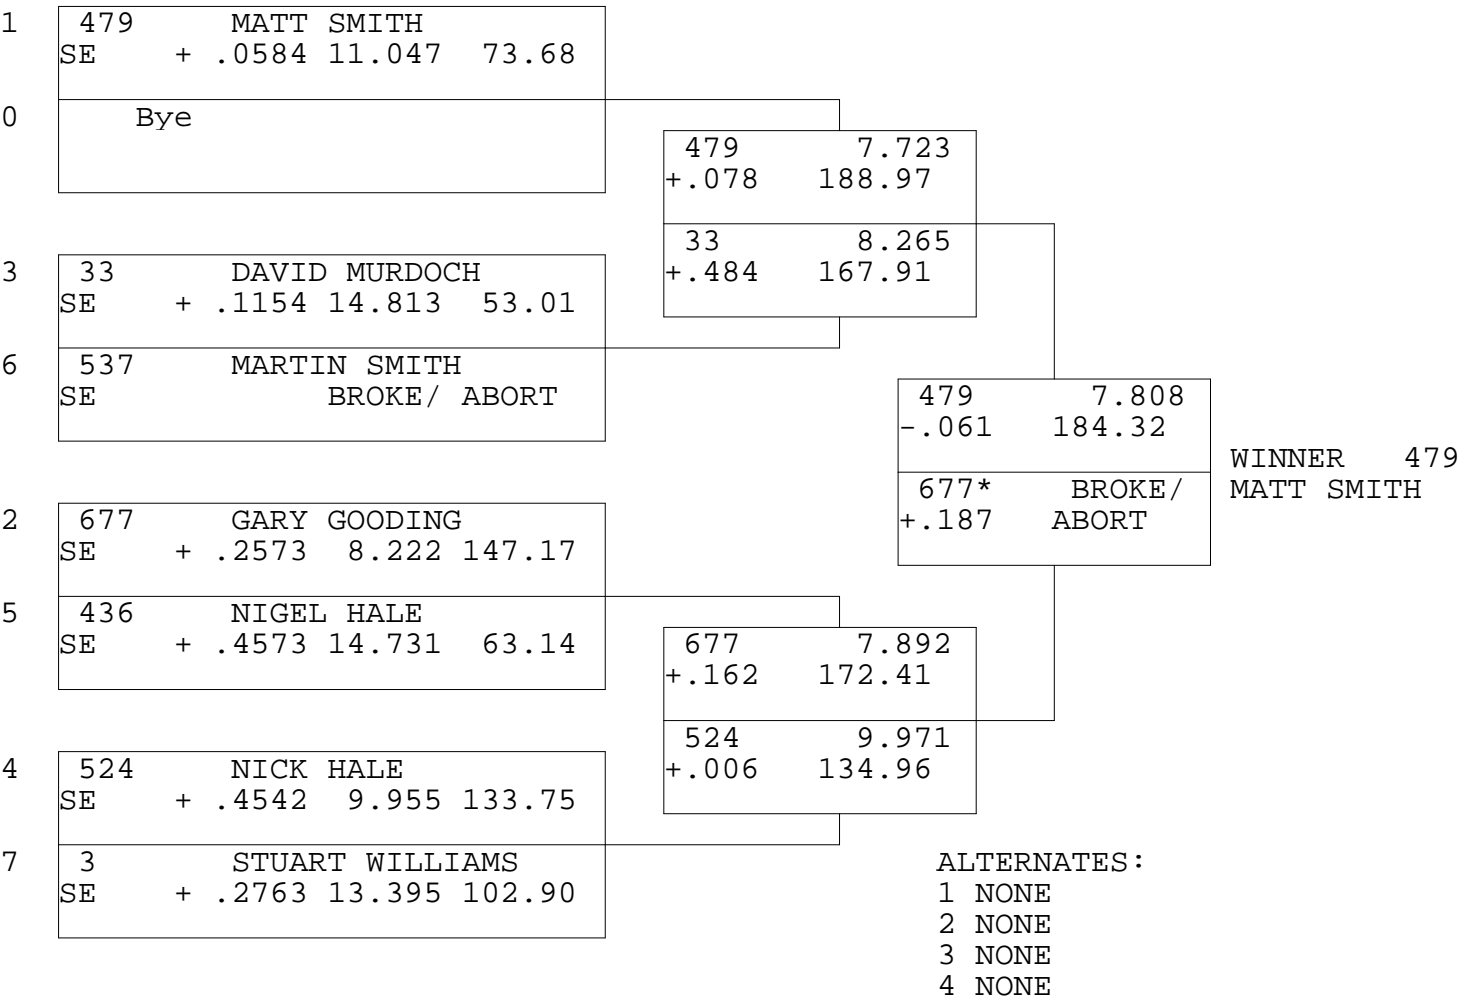 1 479 MATT SMITH
SE + .0584 11.047 73.68
0 Bye
479 7.723
+.078 188.97
33 8.265
+.484 167.91
3 33 DAVID MURDOCH
SE + .1154 14.813 53.01
6 537 MARTIN SMITH
SE BROKE/ ABORT
479 7.808
-.061 184.32
677* BROKE/
+.187 ABORT
WINNER 479
MATT SMITH
2 677 GARY GOODING
SE + .2573 8.222 147.17
5 436 NIGEL HALE
SE + .4573 14.731 63.14
677 7.892
+.162 172.41
524 9.971
+.006 134.96
4 524 NICK HALE
SE + .4542 9.955 133.75
7 3 STUART WILLIAMS
SE + .2763 13.395 102.90
ALTERNATES:
1 NONE
2 NONE
3 NONE
4 NONE